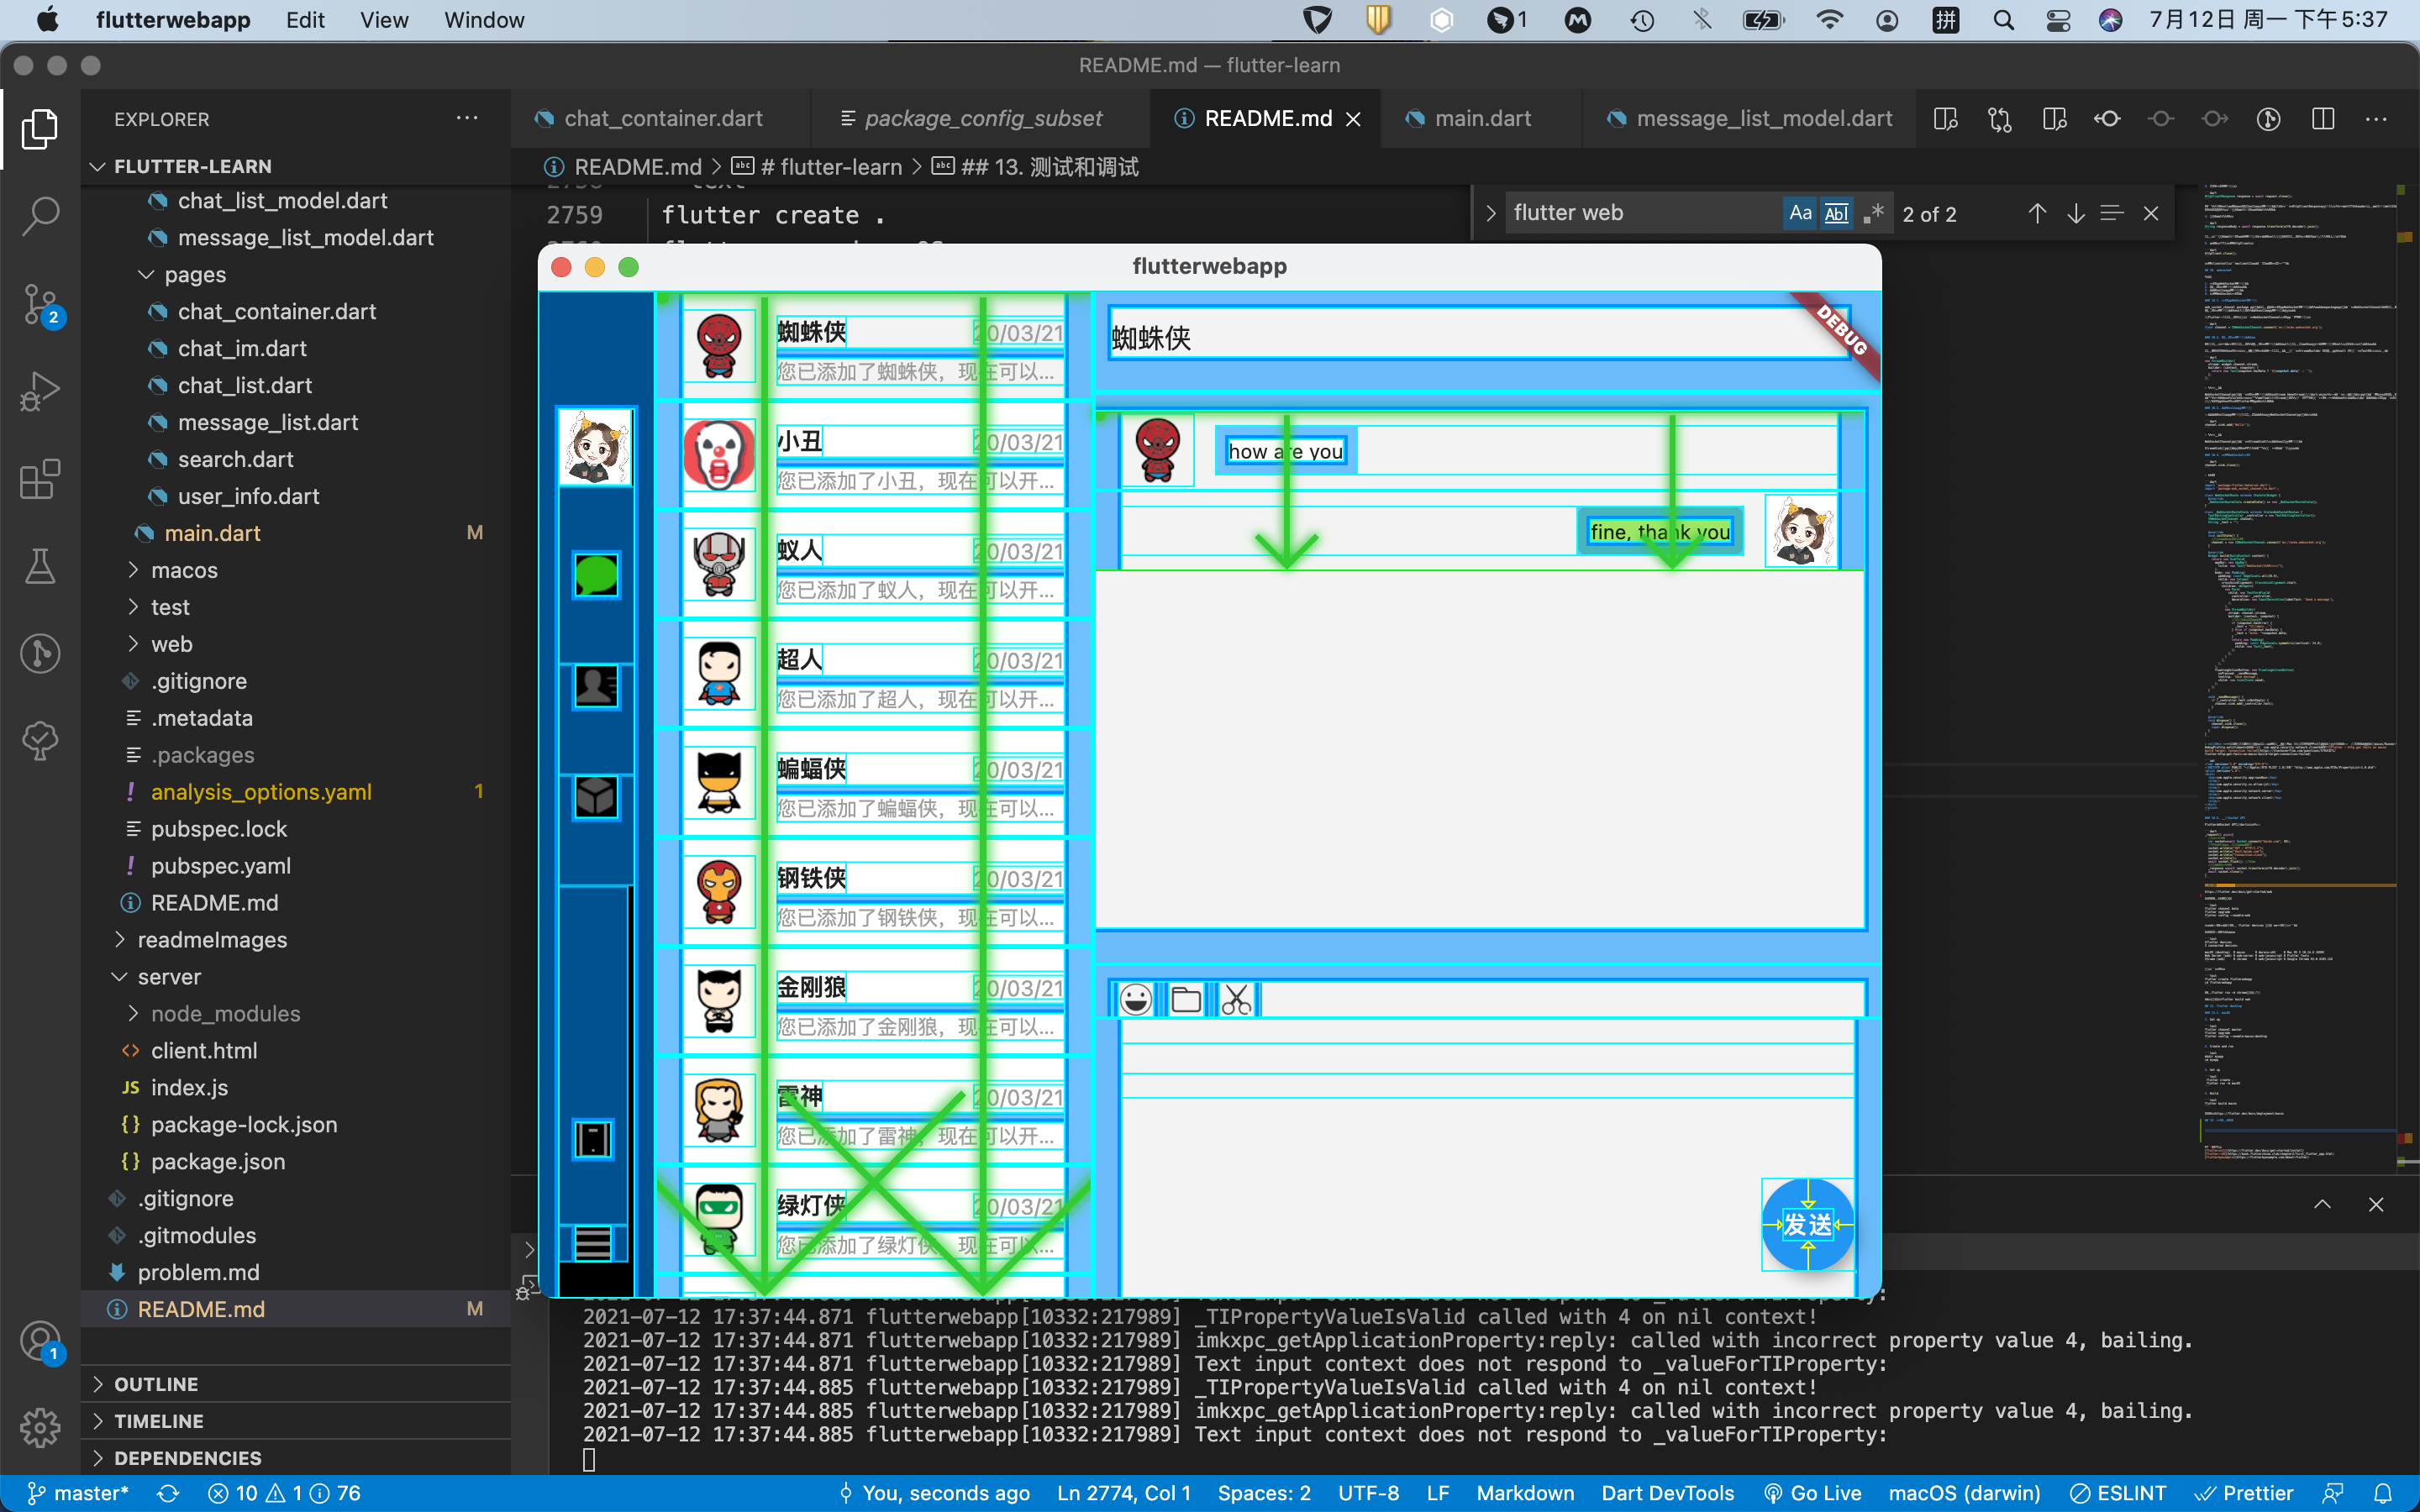 flutterwebapp Edit View Window 1 拼 7月12日 周一 下午5:37
README.md — flutter-learn
EXPLORER
FLUTTER-LEARN
chat_list_model.dart
message_list_model.dart
pages
chat_container.dart
chat_im.dart
chat_list.dart
message_list.dart
search.dart
user_info.dart
main.dart M
macos
test
web
.gitignore
.metadata
.packages
analysis_options.yaml 1
pubspec.lock
pubspec.yaml
README.md
readmeImages
server
node_modules
client.html
index.js
package-lock.json
package.json
.gitignore
.gitmodules
problem.md
README.md M
OUTLINE
TIMELINE
DEPENDENCIES
2
1
chat_container.dart package_config_subset README.md main.dart message_list_model.dart
README.md > # flutter-learn > ## 13. 测试和调试
2759 flutter create .
flutter web Aa Abl .* 2 of 2
flutterwebapp
DEBUG
蜘蛛侠 20/03/21
您已添加了蜘蛛侠，现在可以...
小丑 20/03/21
您已添加了小丑，现在可以开...
蚁人 20/03/21
您已添加了蚁人，现在可以开...
超人 20/03/21
您已添加了超人，现在可以开...
蝙蝠侠 20/03/21
您已添加了蝙蝠侠，现在可以...
钢铁侠 20/03/21
您已添加了钢铁侠，现在可以...
金刚狼 20/03/21
您已添加了金刚狼，现在可以...
雷神 20/03/21
您已添加了雷神，现在可以开...
绿灯侠 20/03/21
您已添加了绿灯侠，现在可以...
蜘蛛侠
how are you
fine, thank you
发送
2021-07-12 17:37:44.871 flutterwebapp[10332:217989] _TIPropertyValueIsValid called with 4 on nil context!
2021-07-12 17:37:44.871 flutterwebapp[10332:217989] imkxpc_getApplicationProperty:reply: called with incorrect property value 4, bailing.
2021-07-12 17:37:44.871 flutterwebapp[10332:217989] Text input context does not respond to _valueForTIProperty:
2021-07-12 17:37:44.885 flutterwebapp[10332:217989] _TIPropertyValueIsValid called with 4 on nil context!
2021-07-12 17:37:44.885 flutterwebapp[10332:217989] imkxpc_getApplicationProperty:reply: called with incorrect property value 4, bailing.
2021-07-12 17:37:44.885 flutterwebapp[10332:217989] Text input context does not respond to _valueForTIProperty:
master* 10 1 76 You, seconds ago Ln 2774, Col 1 Spaces: 2 UTF-8 LF Markdown Dart DevTools Go Live macOS (darwin) ESLINT Prettier